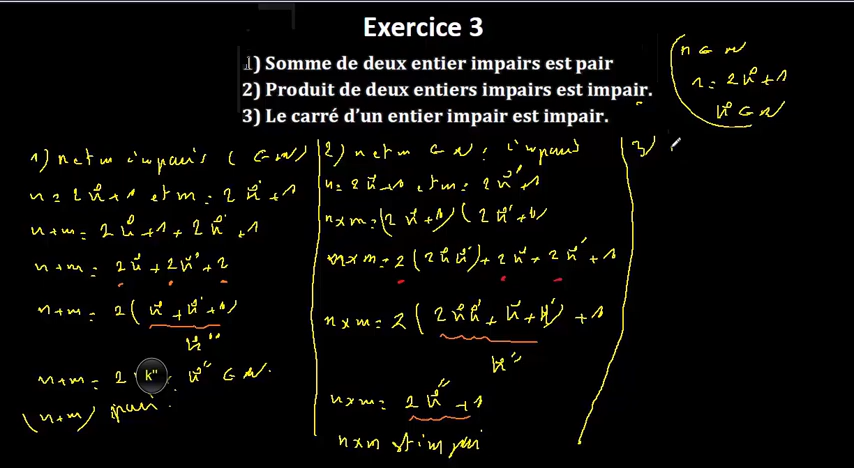 Exercice 3
1) Somme de deux entier impairs est pair
2) Produit de deux entiers impairs est impair.
3) Le carré d'un entier impair est impair.
n ∈ N
n = 2k+1
k ∈ N
1) n et m impairs (∈ N)
n = 2k+1 et m = 2k'+1
n+m = 2k+1+2k'+1
n+m = 2k+2k'+2
n+m = 2(k+k'+1)
k''
n+m = 2k'' ; k'' ∈ N.
(n+m) pair.
2) n et m ∈ N : impairs
n = 2k+1 et m = 2k'+1
n×m = (2k+1)(2k'+1)
n×m = 2(2kk')+2k+2k'+1
n×m = 2(2kk'+k+k')+1
k''
n×m = 2k''+1
n×m est impair
3)